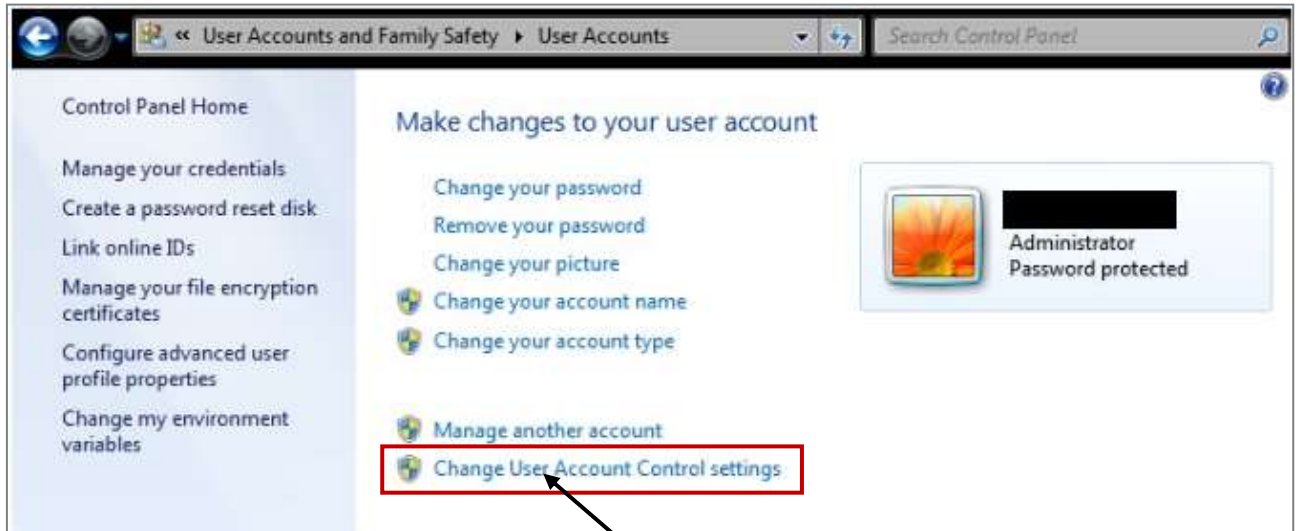 « User Accounts and Family Safety ▸ User Accounts
Search Control Panel
Control Panel Home
Manage your credentials
Create a password reset disk
Link online IDs
Manage your file encryption
certificates
Configure advanced user
profile properties
Change my environment
variables
Make changes to your user account
Change your password
Remove your password
Change your picture
Change your account name
Change your account type
Manage another account
Change User Account Control settings
Administrator
Password protected